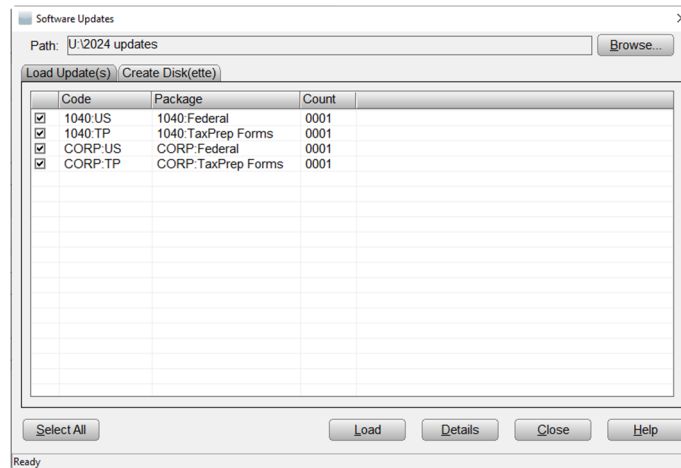 Software Updates
Path: U:\2024 updates Browse...
Load Update(s) Create Disk(ette)
Code Package Count
1040:US 1040:Federal 0001
1040:TP 1040:TaxPrep Forms 0001
CORP:US CORP:Federal 0001
CORP:TP CORP:TaxPrep Forms 0001
Select All Load Details Close Help
Ready